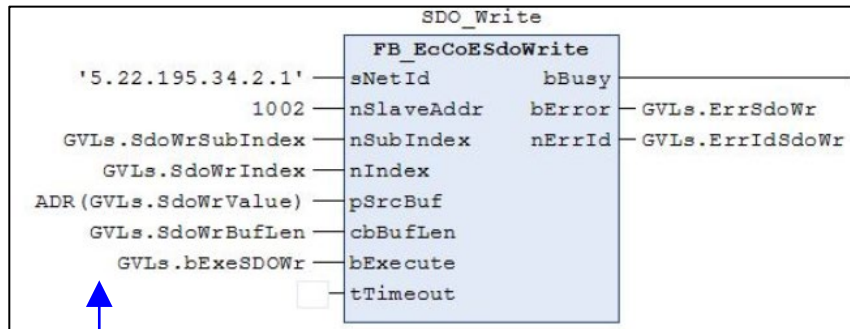 SDO_Write
FB_EcCoESdoWrite
'5.22.195.34.2.1' sNetId bBusy
1002 nSlaveAddr bError GVLs.ErrSdoWr
GVLs.SdoWrSubIndex nSubIndex nErrId GVLs.ErrIdSdoWr
GVLs.SdoWrIndex nIndex
ADR(GVLs.SdoWrValue) pSrcBuf
GVLs.SdoWrBufLen cbBufLen
GVLs.bExeSDOWr bExecute
tTimeout